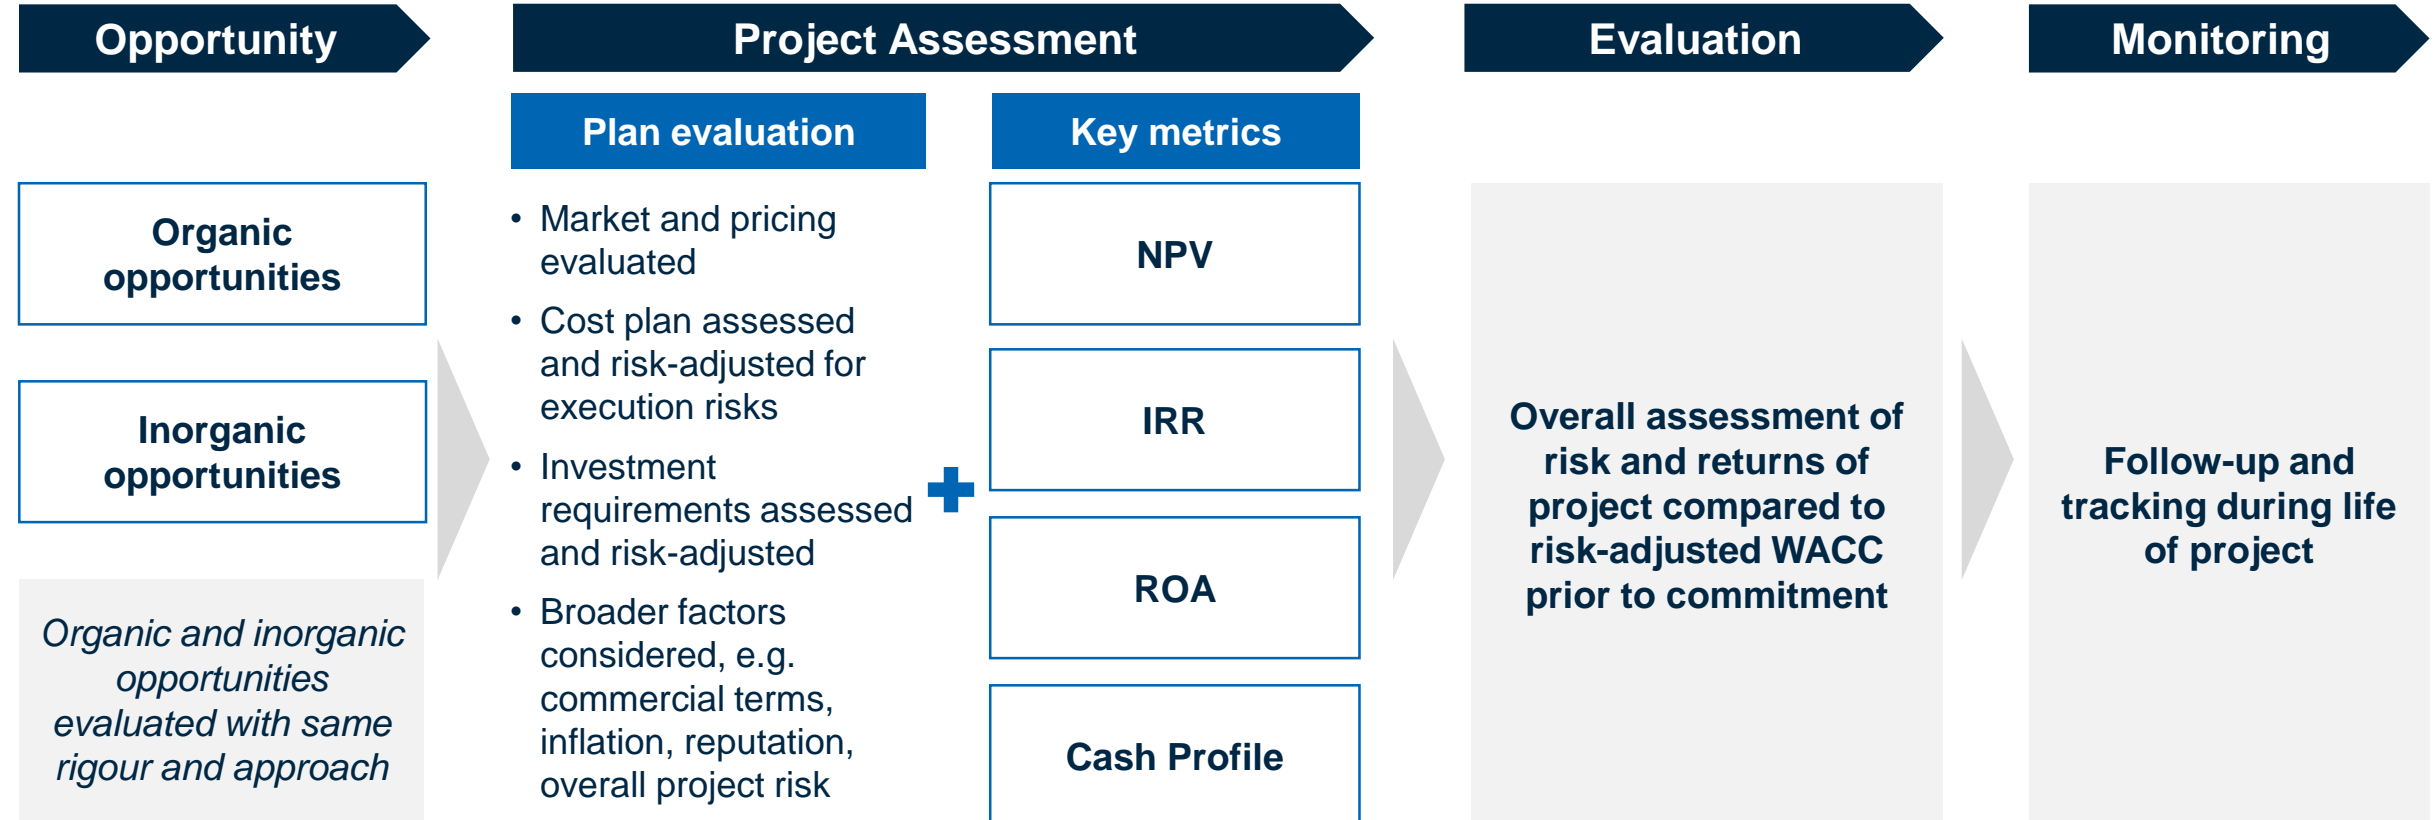 Opportunity
Project Assessment
Evaluation
Monitoring
Plan evaluation
Key metrics
Organic
opportunities
Inorganic
opportunities
Organic and inorganic
opportunities
evaluated with same
rigour and approach
• Market and pricing
evaluated
• Cost plan assessed
and risk-adjusted for
execution risks
• Investment
requirements assessed
and risk-adjusted
• Broader factors
considered, e.g.
commercial terms,
inflation, reputation,
overall project risk
NPV
IRR
ROA
Cash Profile
Overall assessment of
risk and returns of
project compared to
risk-adjusted WACC
prior to commitment
Follow-up and
tracking during life
of project